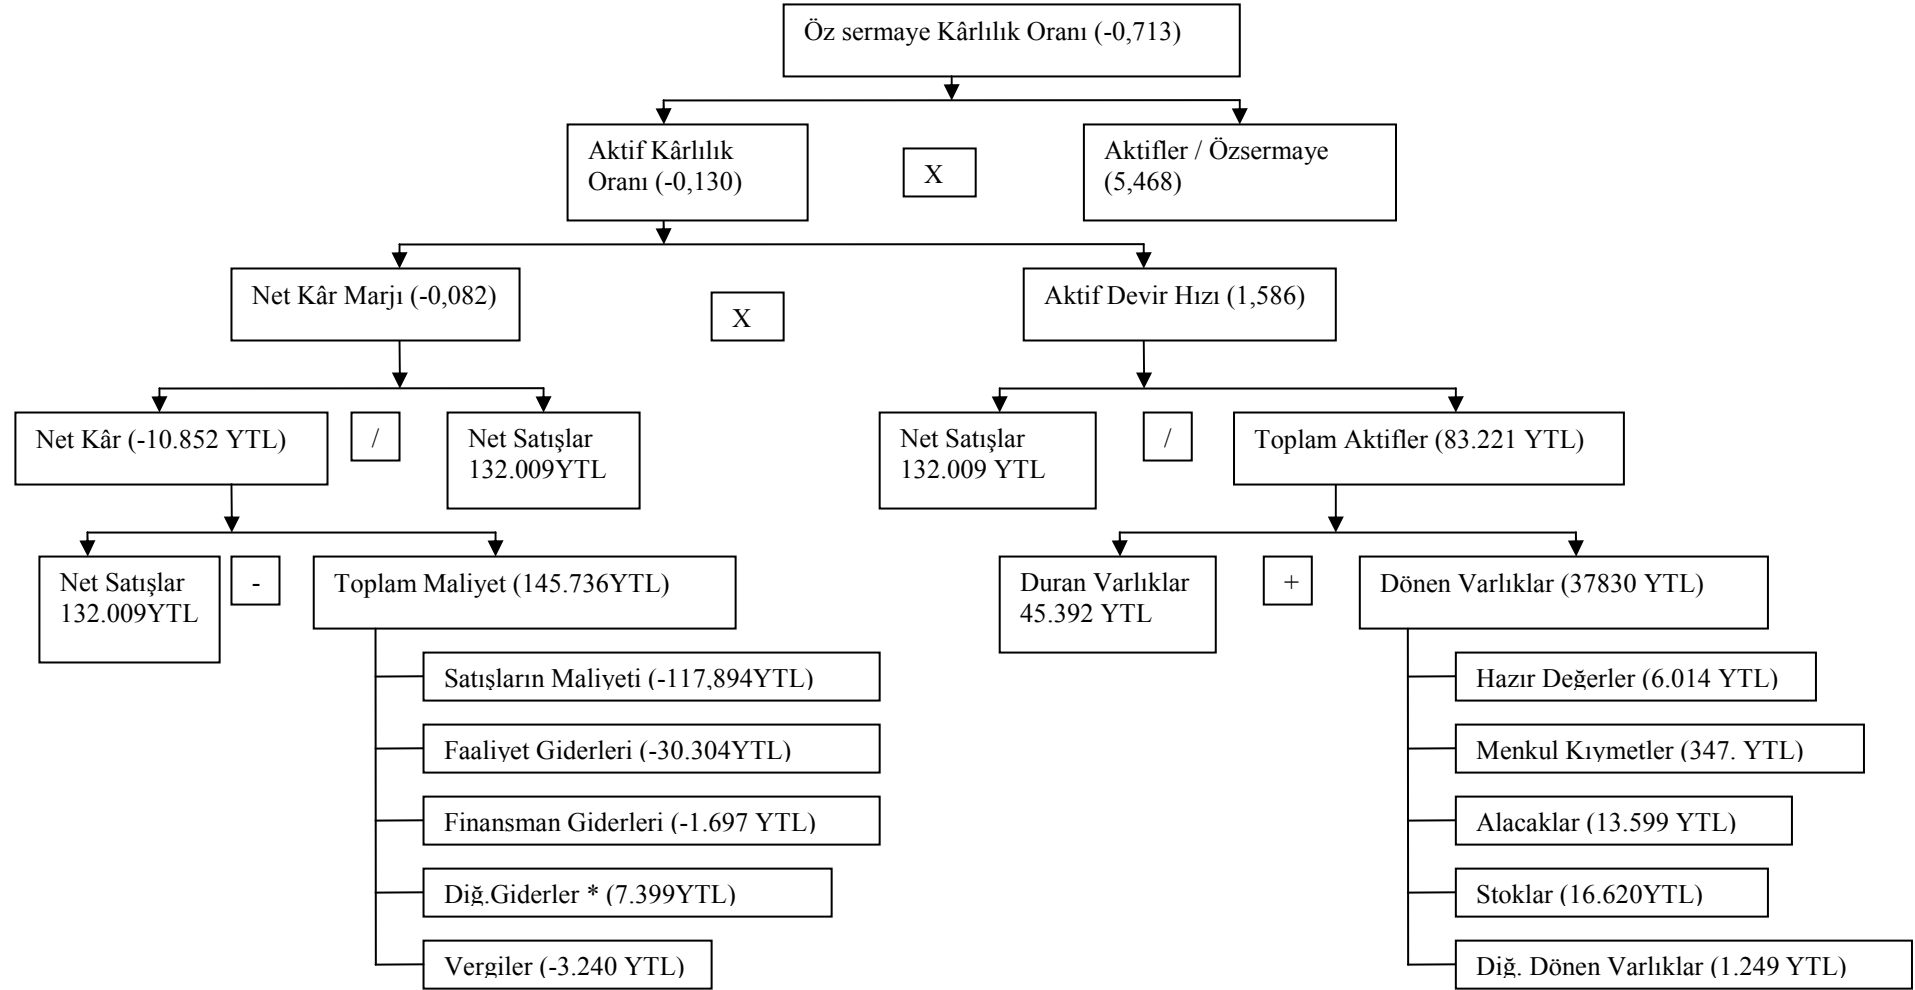 Öz sermaye Kârlılık Oranı (-0,713)
Aktif Kârlılık
Oranı (-0,130)
X
Aktifler / Özsermaye
(5,468)
Net Kâr Marjı (-0,082)
X
Aktif Devir Hızı (1,586)
Net Kâr (-10.852 YTL)
/
Net Satışlar
132.009YTL
Net Satışlar
132.009 YTL
/
Toplam Aktifler (83.221 YTL)
Net Satışlar
132.009YTL
-
Toplam Maliyet (145.736YTL)
Duran Varlıklar
45.392 YTL
+
Dönen Varlıklar (37830 YTL)
Satışların Maliyeti (-117,894YTL)
Faaliyet Giderleri (-30.304YTL)
Finansman Giderleri (-1.697 YTL)
Diğ.Giderler * (7.399YTL)
Vergiler (-3.240 YTL)
Hazır Değerler (6.014 YTL)
Menkul Kıymetler (347. YTL)
Alacaklar (13.599 YTL)
Stoklar (16.620YTL)
Diğ. Dönen Varlıklar (1.249 YTL)